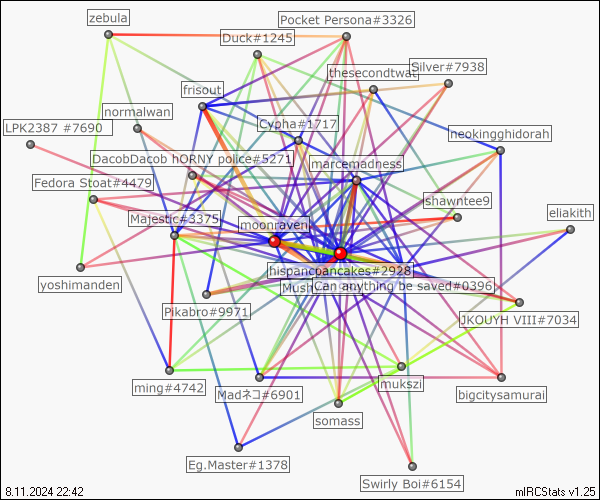 zebula
Pocket Persona#3326
Duck#1245
thesecondtwat
Silver#7938
frisout
normalwan
Cypha#1717
LPK2387 #7690
neokingghidorah
DacobDacob hORNY police#5271
marcemadness
Fedora Stoat#4479
shawntee9
Majestic#3375
moonraven
eliakith
hispancpancakes#2928
yoshimanden
Mush
Can anything be saved#0396
Pikabro#9971
JKOUYH VIII#7034
ming#4742
Madネコ#6901
mukszi
bigcitysamurai
somass
Eg.Master#1378
Swirly Boi#6154
8.11.2024 22:42
mIRCStats v1.25